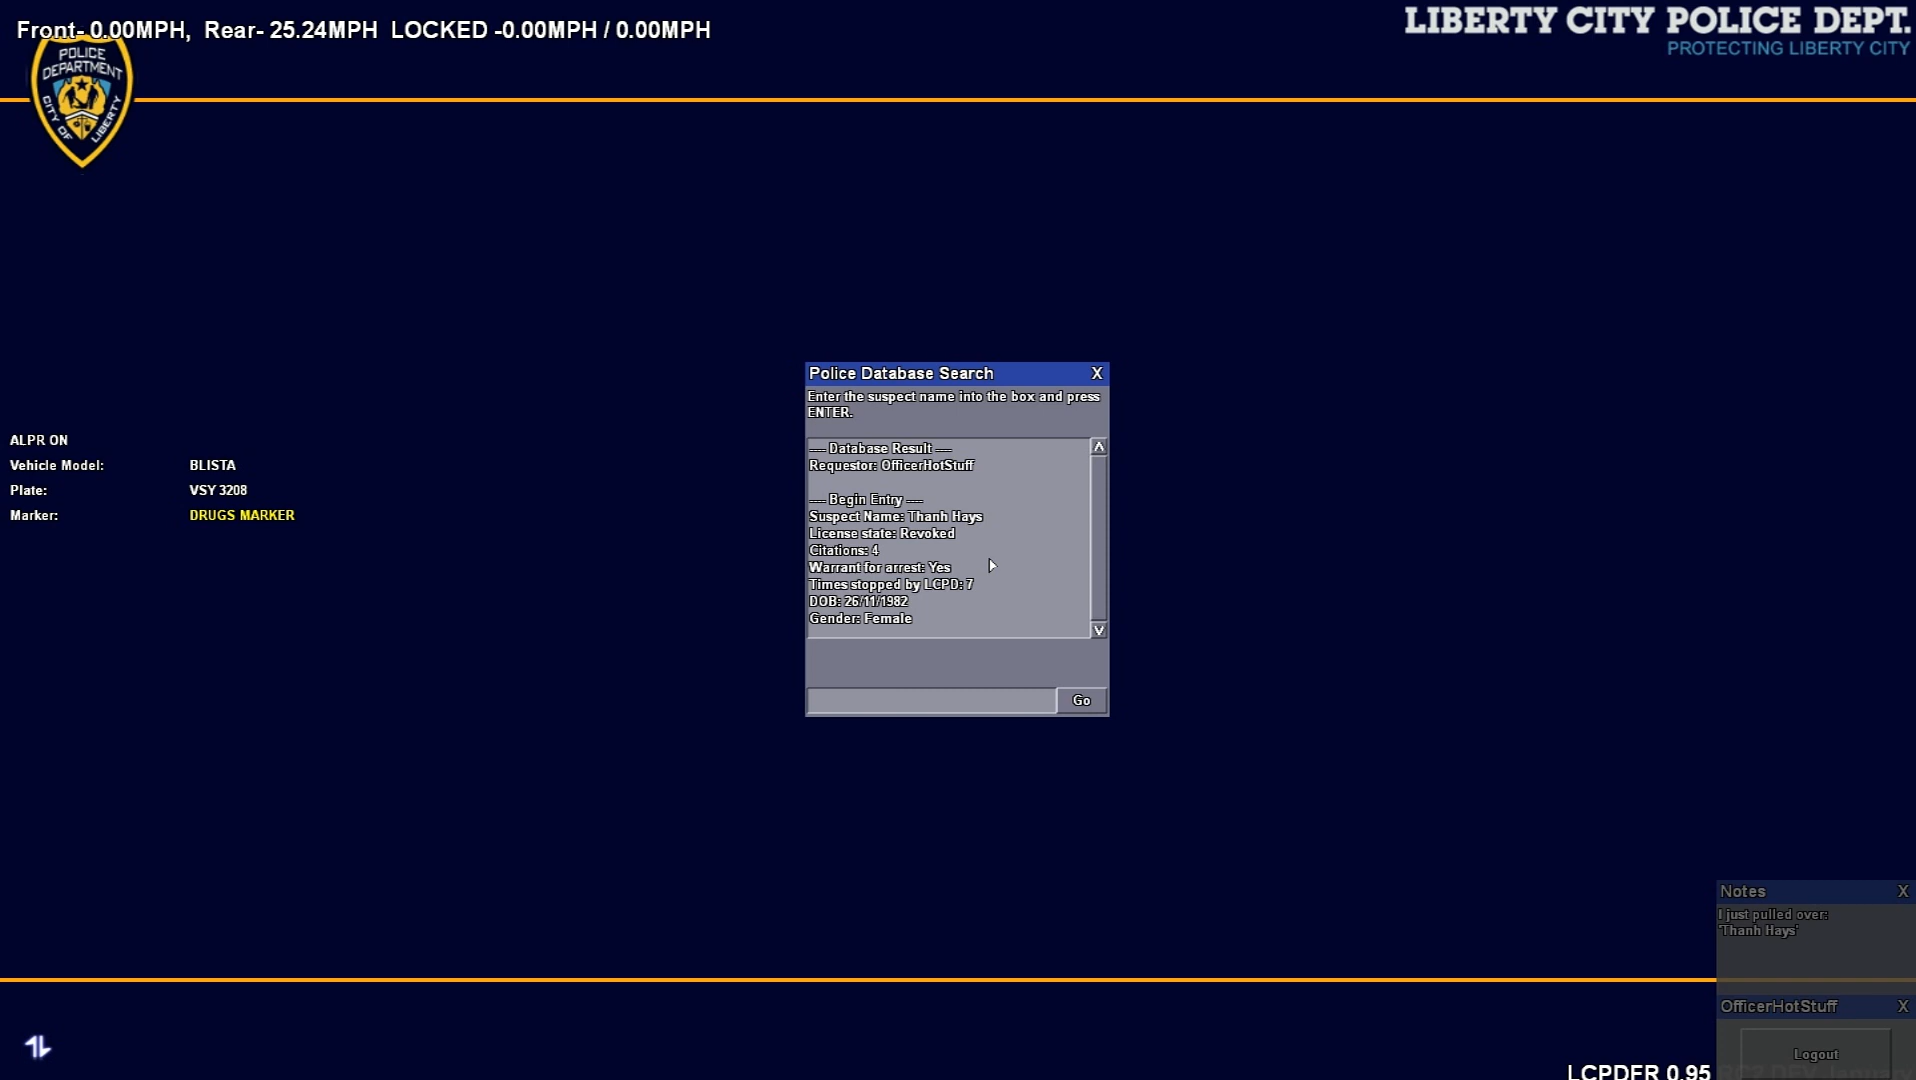 Front- 0.00MPH, Rear- 25.24MPH LOCKED -0.00MPH / 0.00MPH
LIBERTY CITY POLICE DEPT.
PROTECTING LIBERTY CITY
POLICE
DEPARTMENT
CITY OF LIBERTY
Police Database Search X
Enter the suspect name into the box and press
ENTER.
---- Database Result ----
Requestor: OfficerHotStuff
---- Begin Entry ----
Suspect Name: Thanh Hays
License state: Revoked
Citations: 4
Warrant for arrest: Yes
Times stopped by LCPD: 7
DOB: 26/11/1982
Gender: Female
Go
ALPR ON
Vehicle Model: BLISTA
Plate: VSY 3208
Marker: DRUGS MARKER
Notes X
I just pulled over:
'Thanh Hays'
OfficerHotStuff X
Logout
LCPDFR 0.95 RC2 DEV January